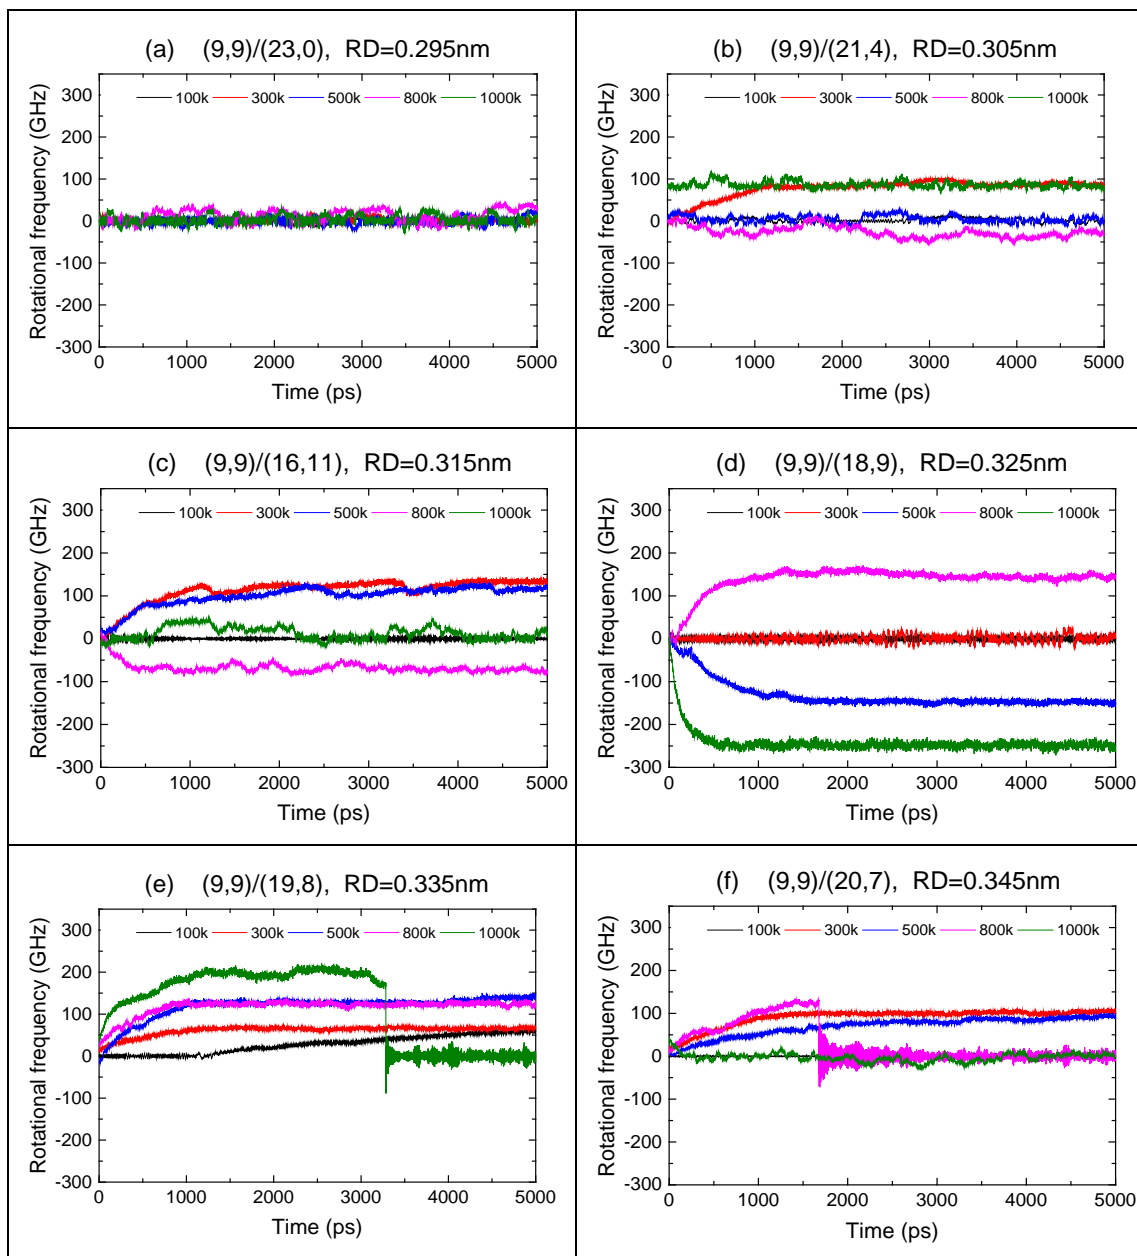 (a) (9,9)/(23,0), RD=0.295nm
100k 300k 500k 800k 1000k
Rotational frequency (GHz)
300
200
100
0
-100
-200
-300
0 1000 2000 3000 4000 5000
Time (ps)
(b) (9,9)/(21,4), RD=0.305nm
100k 300k 500k 800k 1000k
Rotational frequency (GHz)
300
200
100
0
-100
-200
-300
0 1000 2000 3000 4000 5000
Time (ps)
(c) (9,9)/(16,11), RD=0.315nm
100k 300k 500k 800k 1000k
Rotational frequency (GHz)
300
200
100
0
-100
-200
-300
0 1000 2000 3000 4000 5000
Time (ps)
(d) (9,9)/(18,9), RD=0.325nm
100k 300k 500k 800k 1000k
Rotational frequency (GHz)
300
200
100
0
-100
-200
-300
0 1000 2000 3000 4000 5000
Time (ps)
(e) (9,9)/(19,8), RD=0.335nm
100k 300k 500k 800k 1000k
Rotational frequency (GHz)
300
200
100
0
-100
-200
-300
0 1000 2000 3000 4000 5000
Time (ps)
(f) (9,9)/(20,7), RD=0.345nm
100k 300k 500k 800k 1000k
Rotational frequency (GHz)
300
200
100
0
-100
-200
-300
0 1000 2000 3000 4000 5000
Time (ps)